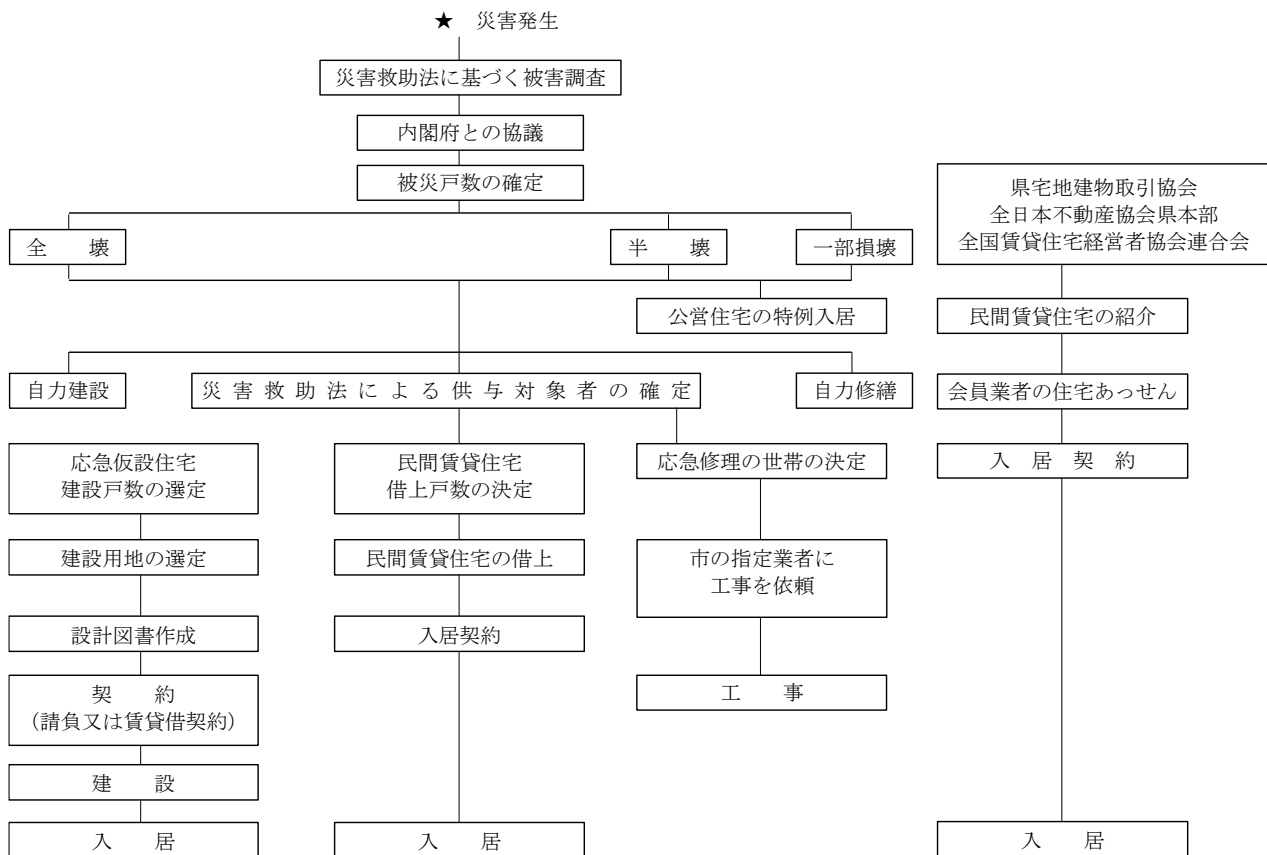 ★　災害発生
災害救助法に基づく被害調査
内閣府との協議
被災戸数の確定
全　　壊
半　　壊
一部損壊
県宅地建物取引協会
全日本不動産協会県本部
全国賃貸住宅経営者協会連合会
公営住宅の特例入居
民間賃貸住宅の紹介
自力建設
災害救助法による供与対象者の確定
自力修繕
会員業者の住宅あっせん
応急仮設住宅
建設戸数の選定
民間賃貸住宅
借上戸数の決定
応急修理の世帯の決定
入　居　契　約
建設用地の選定
民間賃貸住宅の借上
市の指定業者に
工事を依頼
設計図書作成
入居契約
契　　約
（請負又は賃貸借契約）
工　　事
建　　設
入　　居
入　　居
入　　居